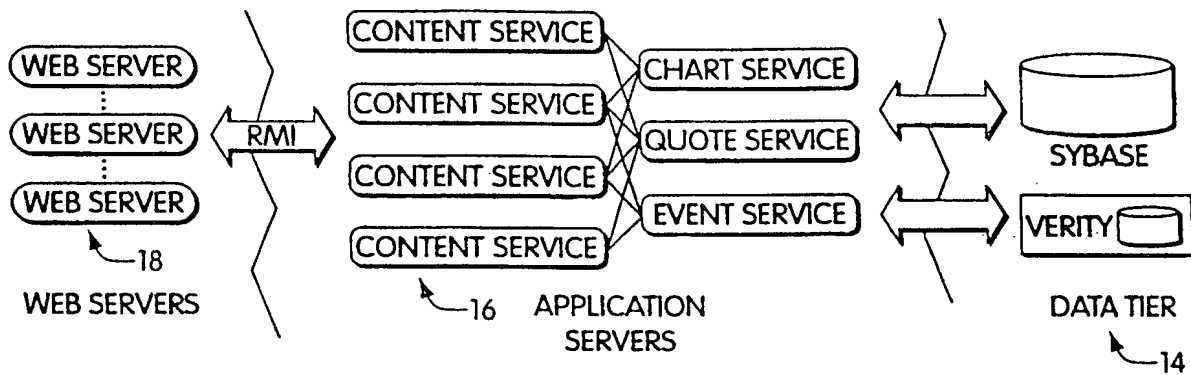 WEB SERVER
WEB SERVER
WEB SERVER
18
WEB SERVERS
RMI
CONTENT SERVICE
CONTENT SERVICE
CONTENT SERVICE
CONTENT SERVICE
16
APPLICATION
SERVERS
CHART SERVICE
QUOTE SERVICE
EVENT SERVICE
SYBASE
VERITY
DATA TIER
14